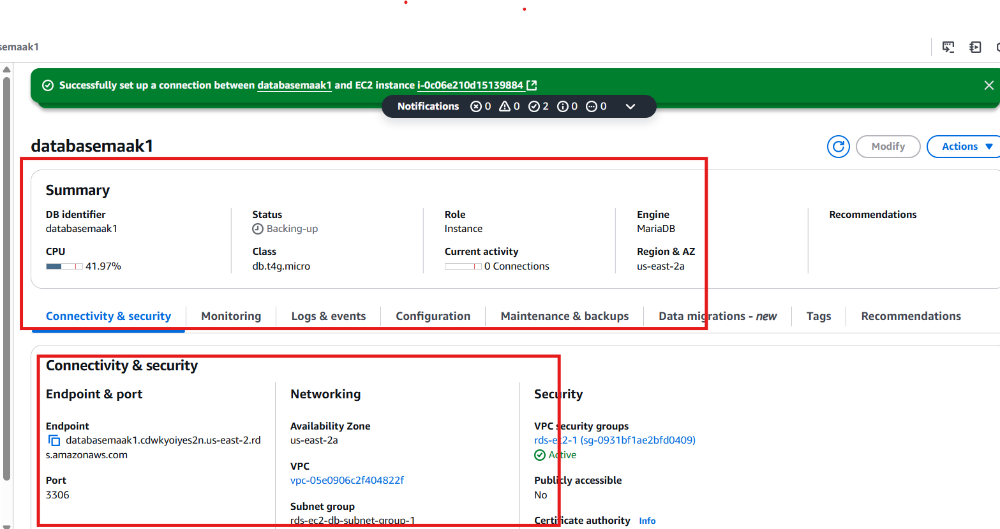 semaak1
Successfully set up a connection between databasemaak1 and EC2 instance i-0c06e210d15139884
Notifications 0 0 2 0 0
databasemaak1
Modify
Actions
Summary
DB identifier
databasemaak1
CPU
41.97%
Status
Backing-up
Class
db.t4g.micro
Role
Instance
Current activity
0 Connections
Engine
MariaDB
Region & AZ
us-east-2a
Recommendations
Connectivity & security
Monitoring
Logs & events
Configuration
Maintenance & backups
Data migrations - new
Tags
Recommendations
Connectivity & security
Endpoint & port
Endpoint
databasemaak1.cdwkyoiyes2n.us-east-2.rd
s.amazonaws.com
Port
3306
Networking
Availability Zone
us-east-2a
VPC
vpc-05e0906c2f404822f
Subnet group
rds-ec2-db-subnet-group-1
Security
VPC security groups
rds-ec2-1 (sg-0931bf1ae2bfd0409)
Active
Publicly accessible
No
Certificate authority Info